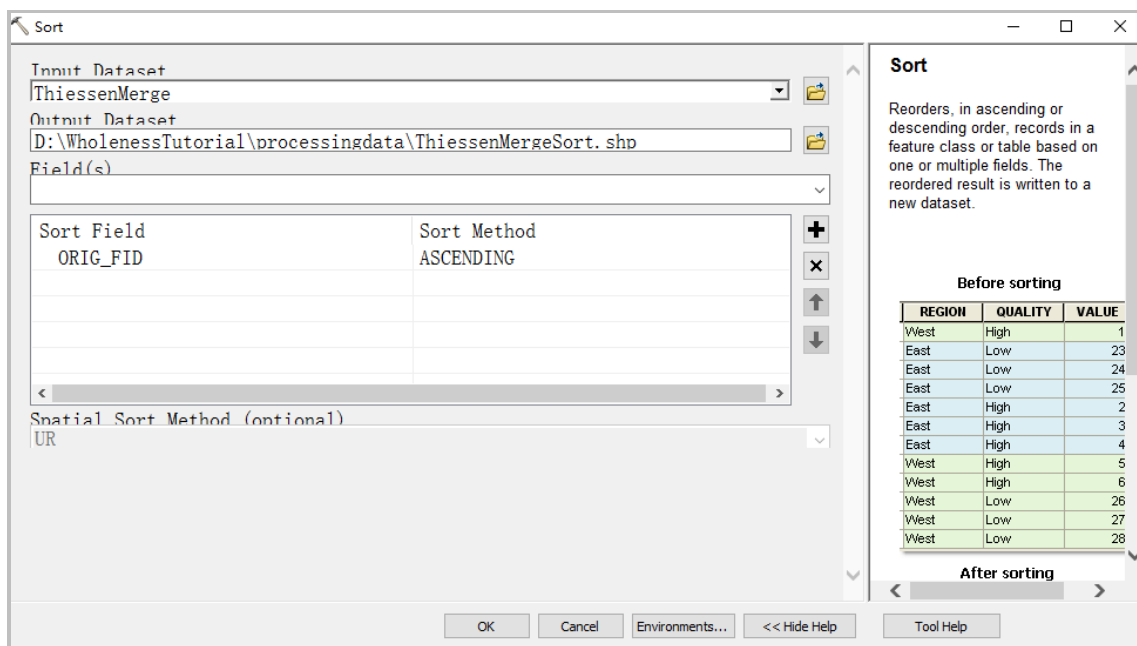 Sort
Input Dataset
ThiessenMerge
Output Dataset
D:\WholenessTutorial\processingdata\ThiessenMergeSort.shp
Field(s)
Sort Field Sort Method
ORIG_FID ASCENDING
Spatial Sort Method (optional)
UR
OK Cancel Environments... << Hide Help Tool Help
Sort
Reorders, in ascending or
descending order, records in a
feature class or table based on
one or multiple fields. The
reordered result is written to a
new dataset.
Before sorting
REGION QUALITY VALUE
West High 1
East Low 23
East Low 24
East Low 25
East High 2
East High 3
East High 4
West High 5
West High 6
West Low 26
West Low 27
West Low 28
After sorting